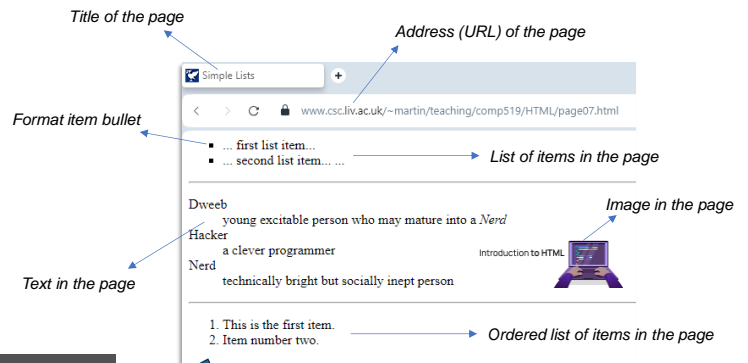 Title of the page
Address (URL) of the page
Simple Lists
www.csc.liv.ac.uk/~martin/teaching/comp519/HTML/page07.html
Format item bullet
... first list item...
... second list item... ...
List of items in the page
Dweeb
young excitable person who may mature into a Nerd
Image in the page
Hacker
a clever programmer
Introduction to HTML
Nerd
technically bright but socially inept person
Text in the page
1. This is the first item.
2. Item number two.
Ordered list of items in the page